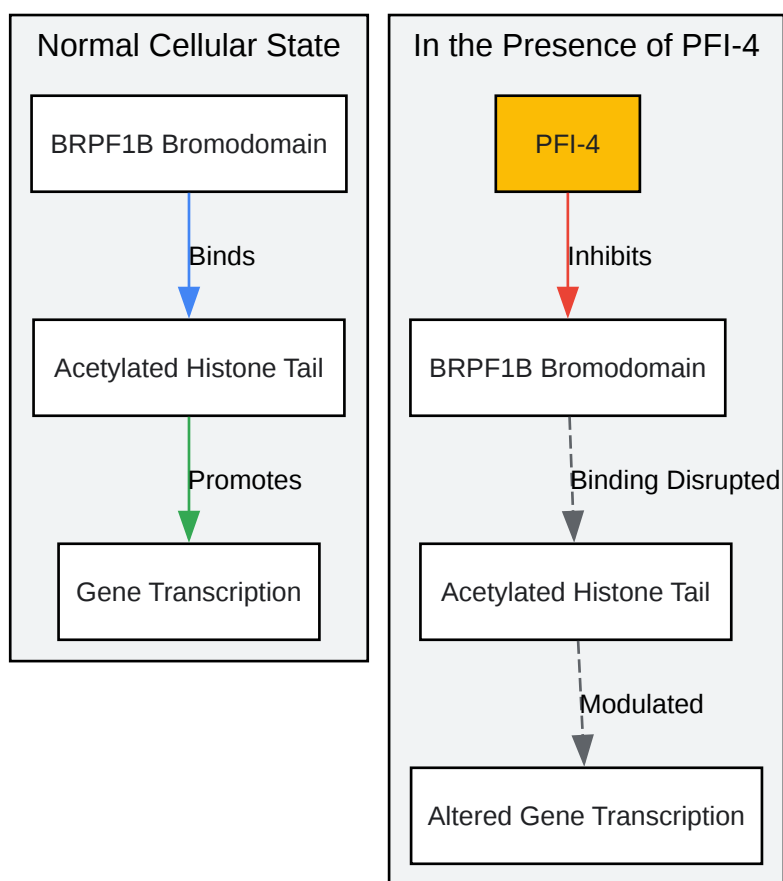 Normal Cellular State
BRPF1B Bromodomain
Binds
Acetylated Histone Tail
Promotes
Gene Transcription
In the Presence of PFI-4
PFI-4
Inhibits
BRPF1B Bromodomain
Binding Disrupted
Acetylated Histone Tail
Modulated
Altered Gene Transcription